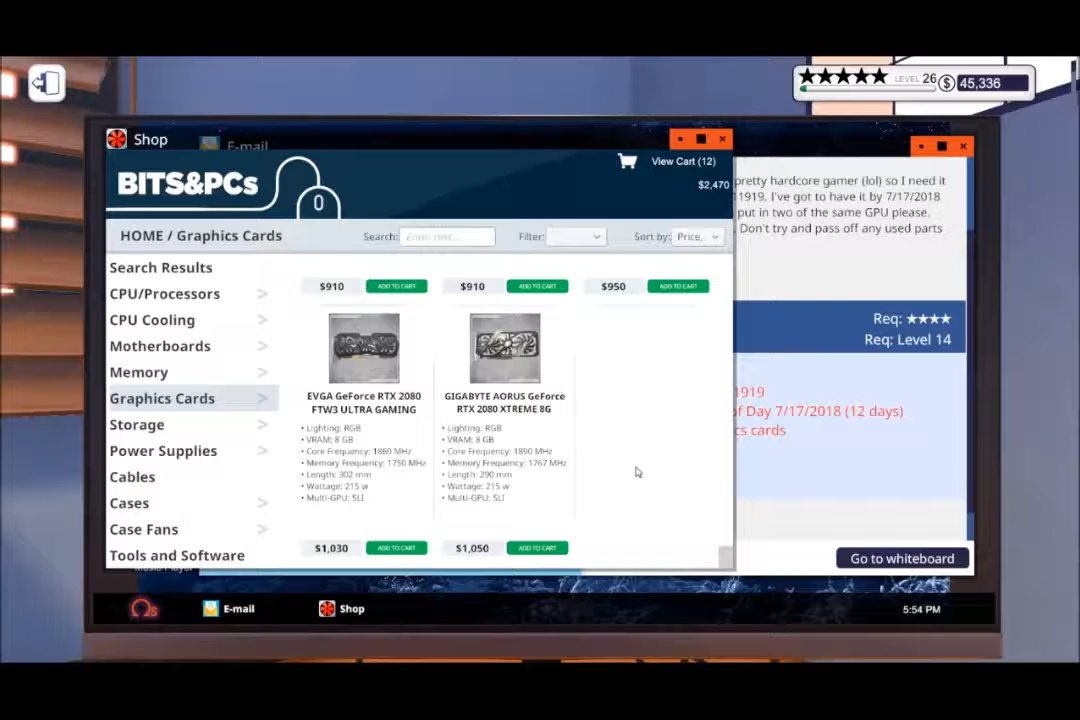 LEVEL 26
$ 45,336
Shop
E-mail
BITS&PCs
View Cart (12)
$2,470
HOME / Graphics Cards
Search:
Filter:
Sort by: Price,
Search Results
CPU/Processors >
CPU Cooling >
Motherboards >
Memory >
Graphics Cards >
Storage >
Power Supplies >
Cables
Cases >
Case Fans >
Tools and Software
$910 ADD TO CART
$910 ADD TO CART
$950 ADD TO CART
EVGA GeForce RTX 2080
FTW3 ULTRA GAMING
• Lighting: RGB
• VRAM: 8 GB
• Core Frequency: 1860 MHz
• Memory Frequency: 1750 MHz
• Length: 302 mm
• Wattage: 215 w
• Multi-GPU: SLI
$1,030 ADD TO CART
GIGABYTE AORUS GeForce
RTX 2080 XTREME 8G
• Lighting: RGB
• VRAM: 8 GB
• Core Frequency: 1890 MHz
• Memory Frequency: 1767 MHz
• Length: 290 mm
• Wattage: 215 w
• Multi-GPU: SLI
$1,050 ADD TO CART
pretty hardcore gamer (lol) so I need it
1919. I've got to have it by 7/17/2018
put in two of the same GPU please.
Don't try and pass off any used parts
Req: ★★★★
Req: Level 14
1919
of Day 7/17/2018 (12 days)
cs cards
Go to whiteboard
Music Player
E-mail
Shop
5:54 PM